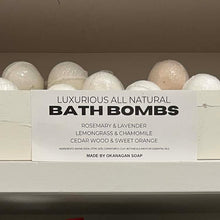 LUXURIOUS ALL NATURAL
BATH BOMBS
ROSEMARY & LAVENDER
LEMONGRASS & CHAMOMILE
CEDAR WOOD & SWEET ORANGE
MADE BY OKANAGAN SOAP